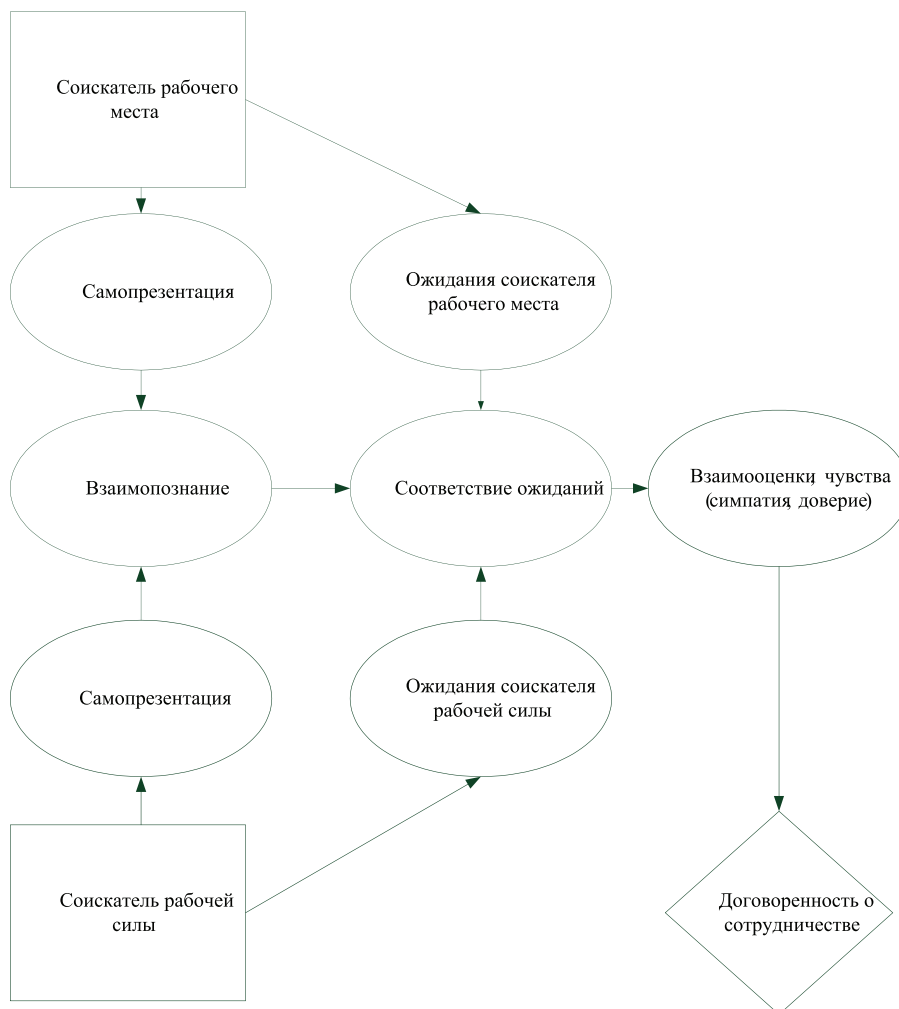 Соискатель рабочего
места
Самопрезентация
Ожидания соискателя
рабочего места
Взаимопознание
Соответствие ожиданий
Взаимооценки, чувства
(симпатия, доверие)
Самопрезентация
Ожидания соискателя
рабочей силы
Соискатель рабочей
силы
Договоренность о
сотрудничестве